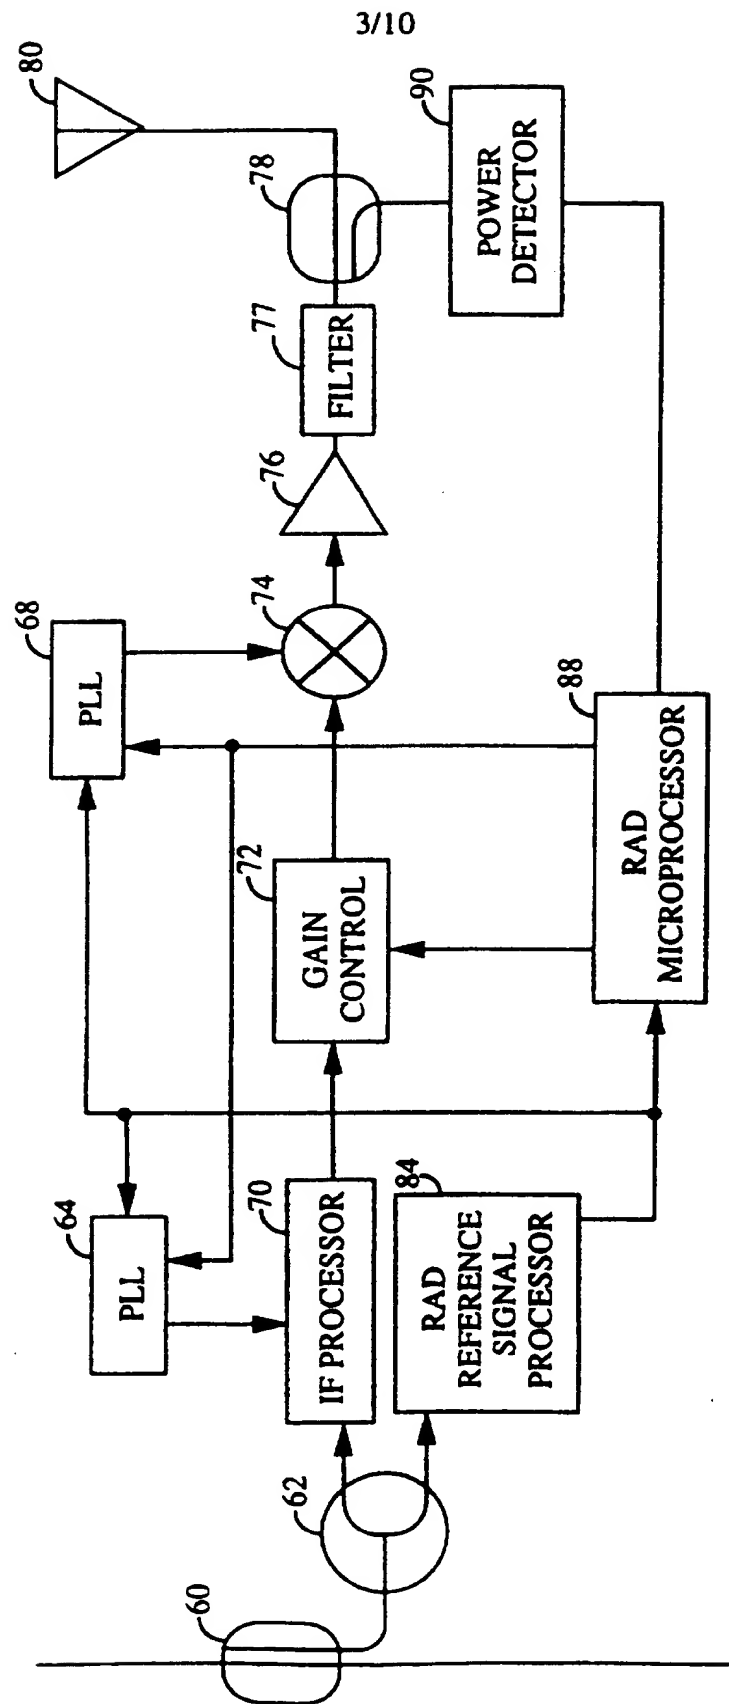 3/10
80
90
78
POWER
DETECTOR
77
FILTER
76
68
PLL
74
88
RAD
MICROPROCESSOR
72
GAIN
CONTROL
64
PLL
70
IF PROCESSOR
84
RAD
REFERENCE
SIGNAL
PROCESSOR
62
60